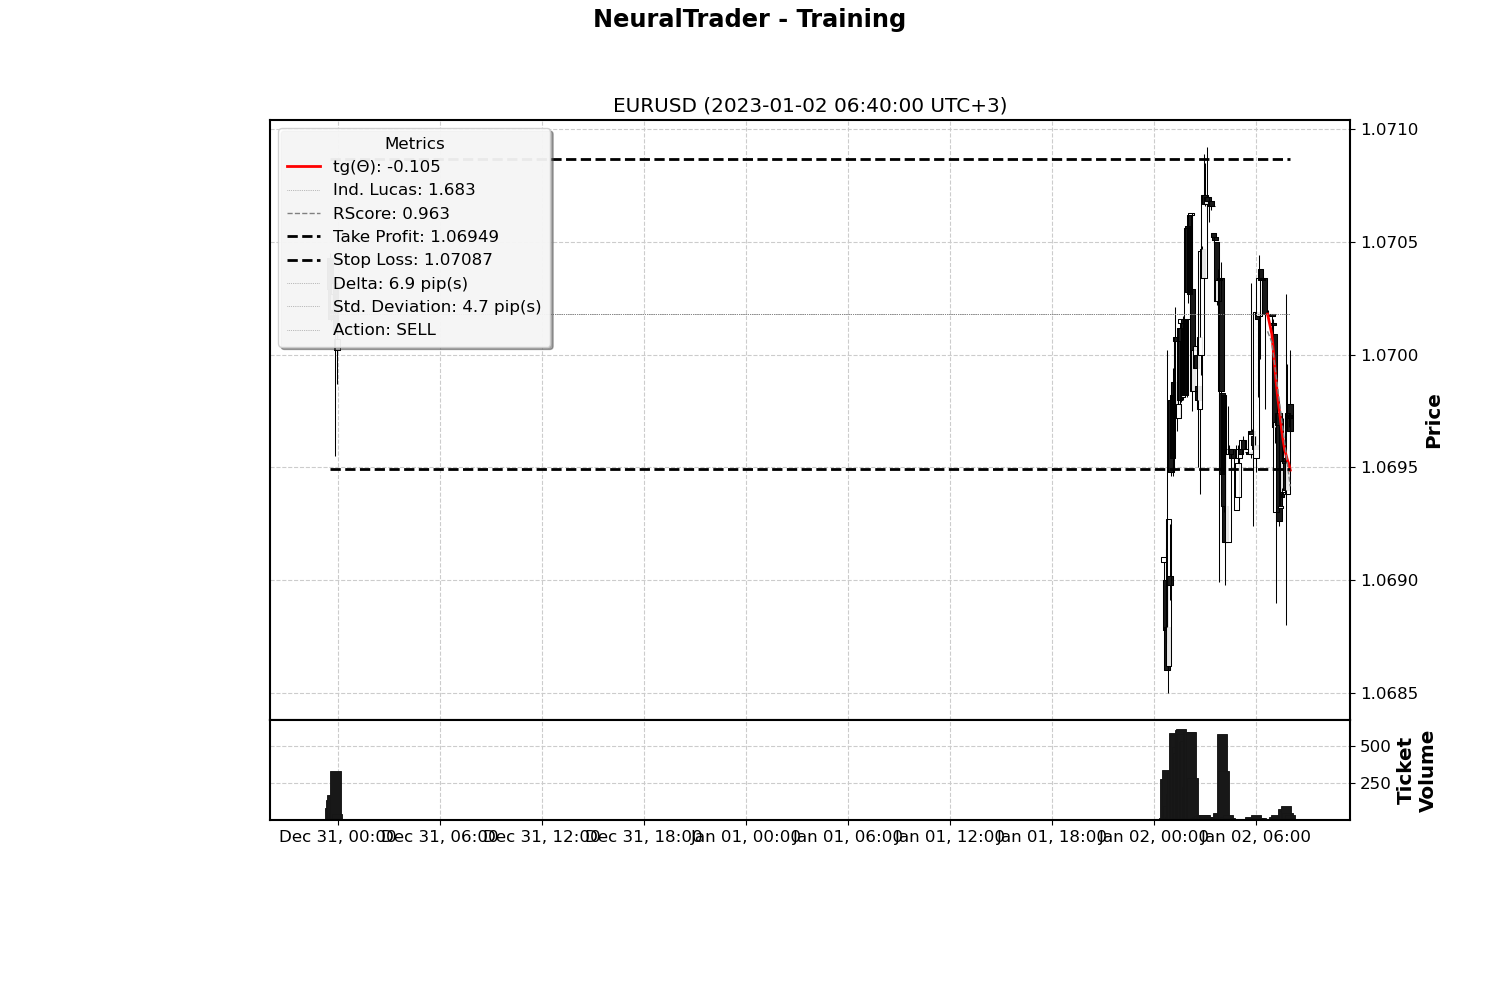 NeuralTrader - Training
EURUSD (2023-01-02 06:40:00 UTC+3)
Metrics
tg(Θ): -0.105
Ind. Lucas: 1.683
RScore: 0.963
Take Profit: 1.06949
Stop Loss: 1.07087
Delta: 6.9 pip(s)
Std. Deviation: 4.7 pip(s)
Action: SELL
1.0710
1.0705
1.0700
1.0695
1.0690
1.0685
Price
500
250
Ticket
Volume
Dec 31, 00:00
Dec 31, 06:00
Dec 31, 12:00
Dec 31, 18:00
Jan 01, 00:00
Jan 01, 06:00
Jan 01, 12:00
Jan 01, 18:00
Jan 02, 00:00
Jan 02, 06:00